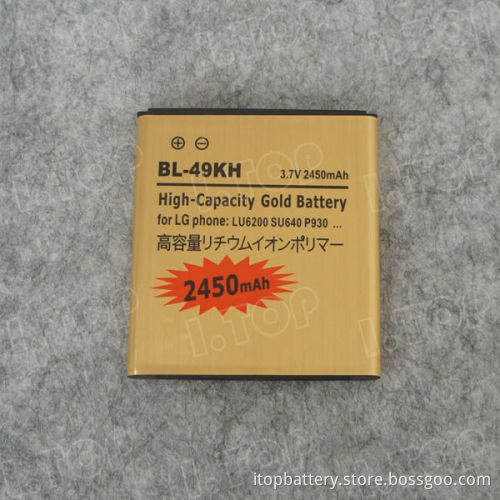 ⊕ ⊖
BL-49KH
3.7V 2450mAh
High-Capacity Gold Battery
for LG phone: LU6200 SU640 P930 ...
高容量リチウムイオンポリマー
2450mAh
I.TOP
itopbattery.store.bossgoo.com